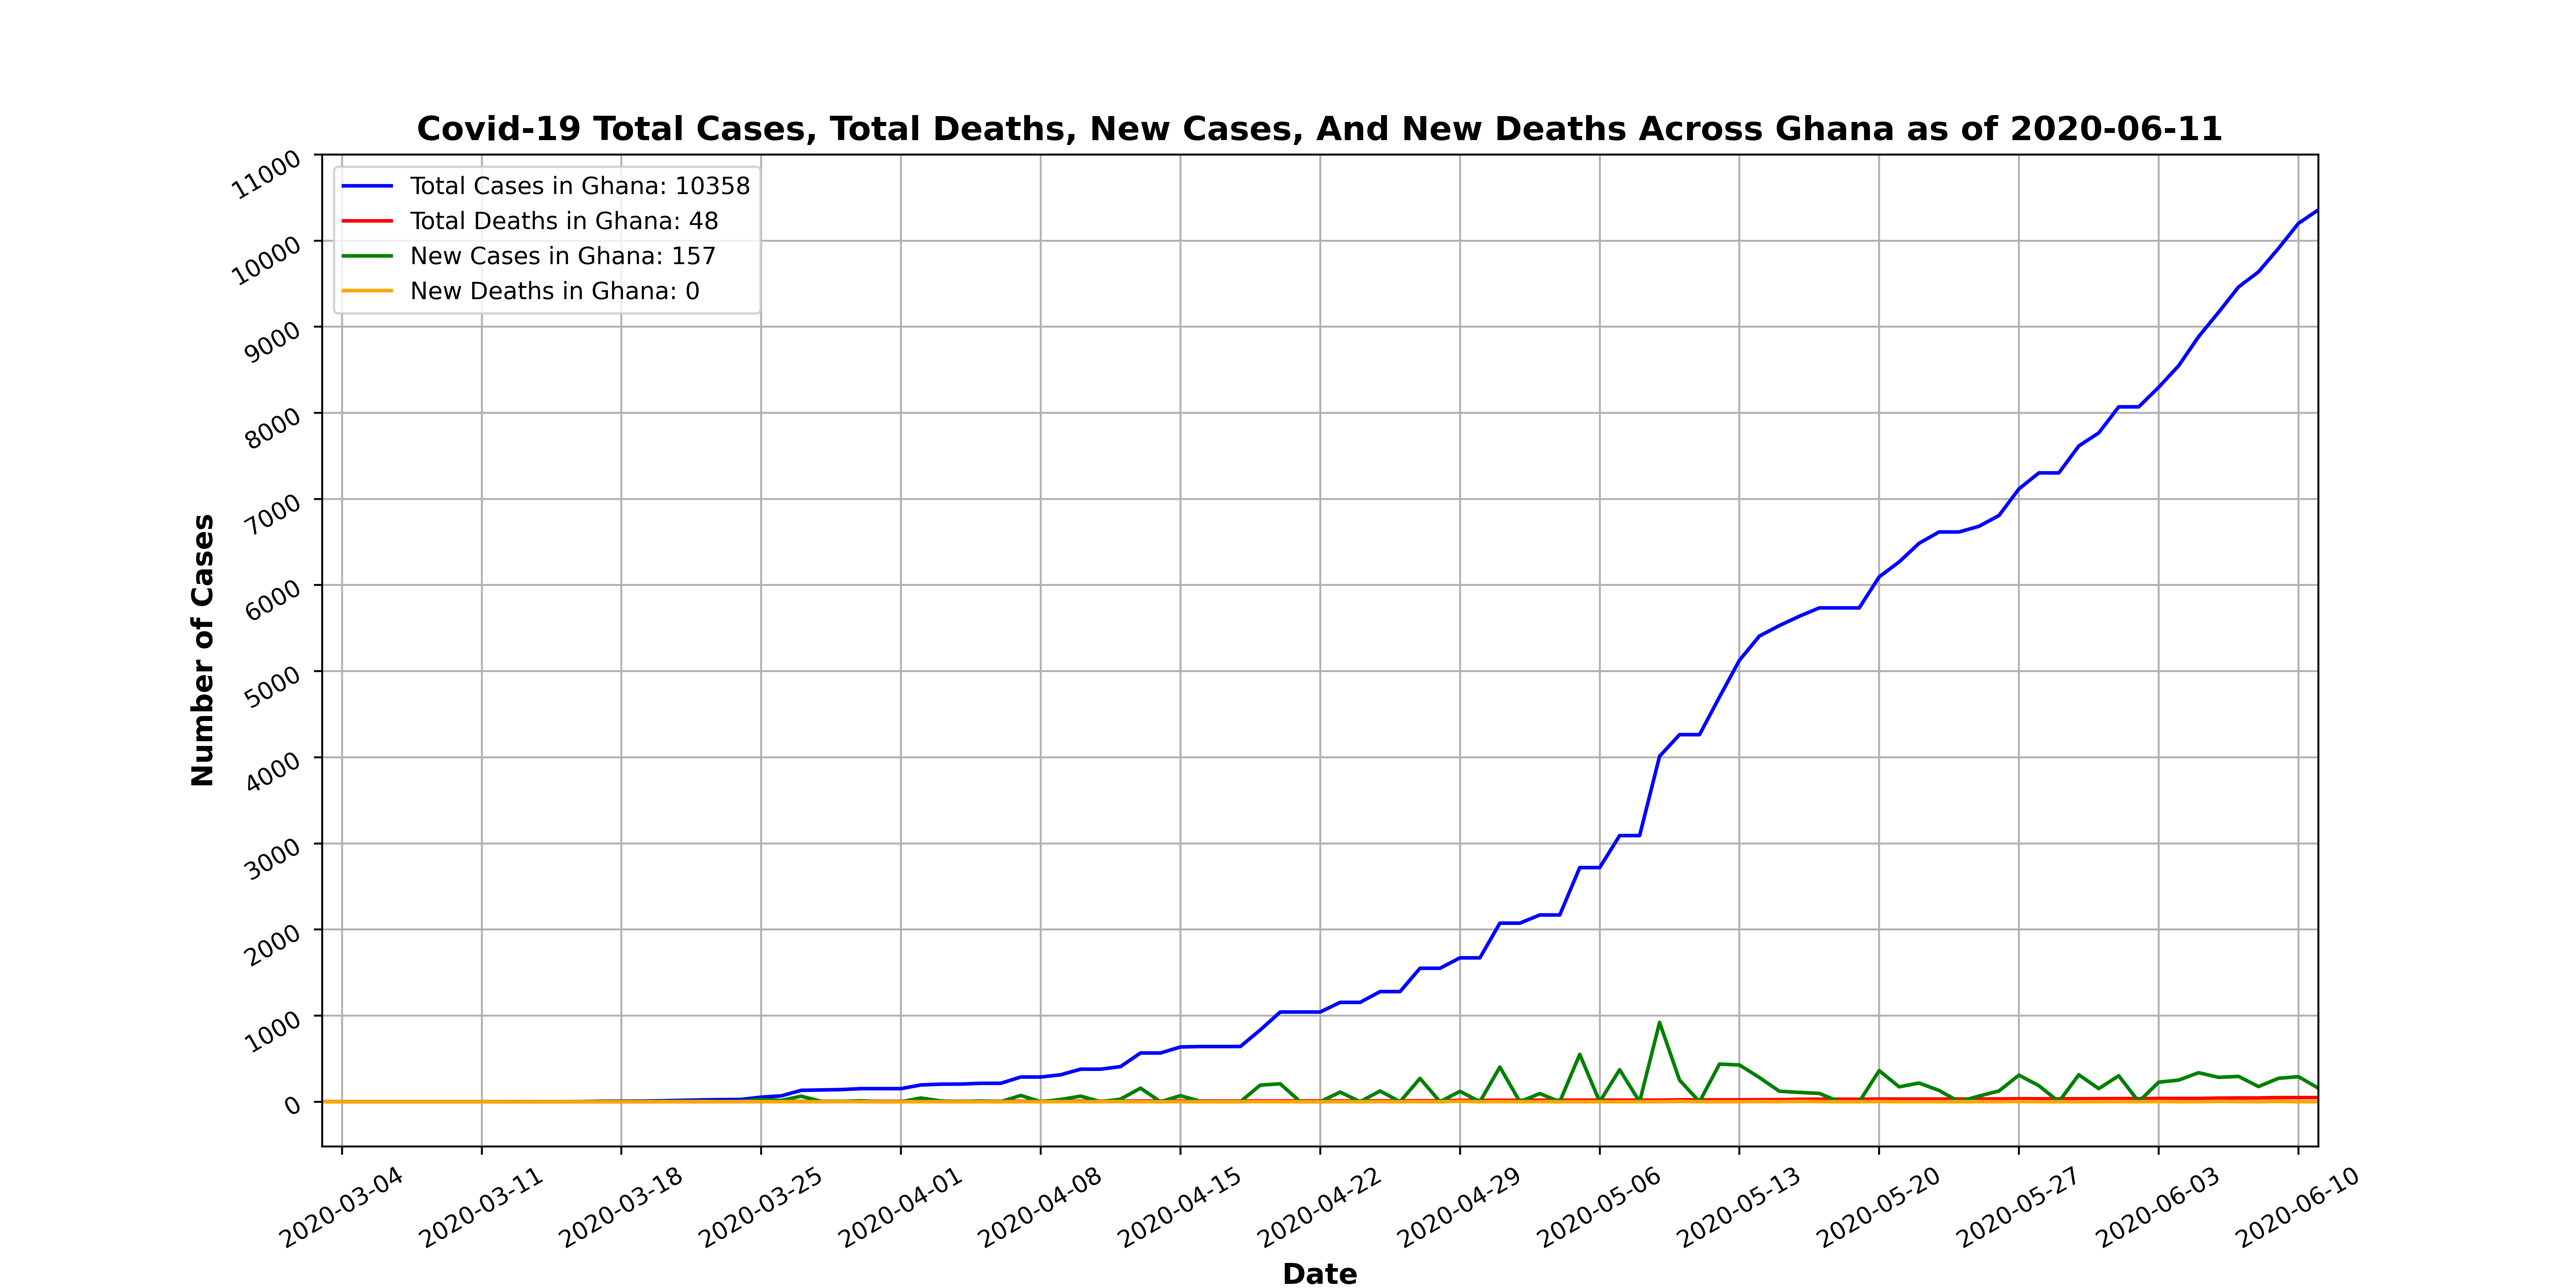 Covid-19 Total Cases, Total Deaths, New Cases, And New Deaths Across Ghana as of 2020-06-11
Total Cases in Ghana: 10358
Total Deaths in Ghana: 48
New Cases in Ghana: 157
New Deaths in Ghana: 0
Number of Cases
11000
10000
9000
8000
7000
6000
5000
4000
3000
2000
1000
0
2020-03-04 2020-03-11 2020-03-18 2020-03-25 2020-04-01 2020-04-08 2020-04-15 2020-04-22 2020-04-29 2020-05-06 2020-05-13 2020-05-20 2020-05-27 2020-06-03 2020-06-10
Date